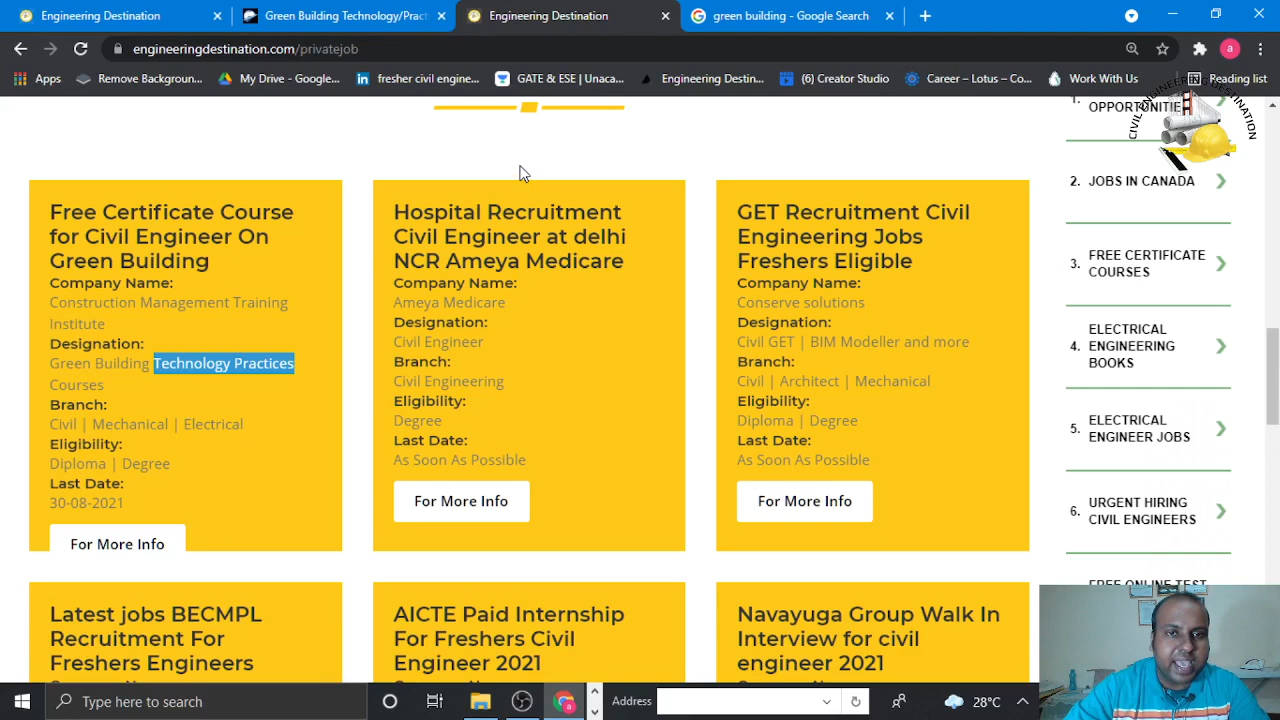 Engineering Destination
Green Building Technology/Pract
Engineering Destination
green building - Google Search
engineeringdestination.com/privatejob
a
Apps
Remove Backgroun...
My Drive - Google...
fresher civil engine...
GATE & ESE | Unaca...
Engineering Destin...
(6) Creator Studio
Career – Lotus – Co...
Work With Us
Reading list
CIVIL ENGINEERING DESTINATION
Free Certificate Course
for Civil Engineer On
Green Building
Company Name:
Construction Management Training
Institute
Designation:
Green Building Technology Practices
Courses
Branch:
Civil | Mechanical | Electrical
Eligibility:
Diploma | Degree
Last Date:
30-08-2021
For More Info
Hospital Recruitment
Civil Engineer at delhi
NCR Ameya Medicare
Company Name:
Ameya Medicare
Designation:
Civil Engineer
Branch:
Civil Engineering
Eligibility:
Degree
Last Date:
As Soon As Possible
For More Info
GET Recruitment Civil
Engineering Jobs
Freshers Eligible
Company Name:
Conserve solutions
Designation:
Civil GET | BIM Modeller and more
Branch:
Civil | Architect | Mechanical
Eligibility:
Diploma | Degree
Last Date:
As Soon As Possible
For More Info
Latest jobs BECMPL
Recruitment For
Freshers Engineers
AICTE Paid Internship
For Freshers Civil
Engineer 2021
Navayuga Group Walk In
Interview for civil
engineer 2021
1. OPPORTUNITIE
2. JOBS IN CANADA
3. FREE CERTIFICATE
COURSES
4. ELECTRICAL
ENGINEERING
BOOKS
5. ELECTRICAL
ENGINEER JOBS
6. URGENT HIRING
CIVIL ENGINEERS
FREE ONLINE TEST
Type here to search
Address
28°C